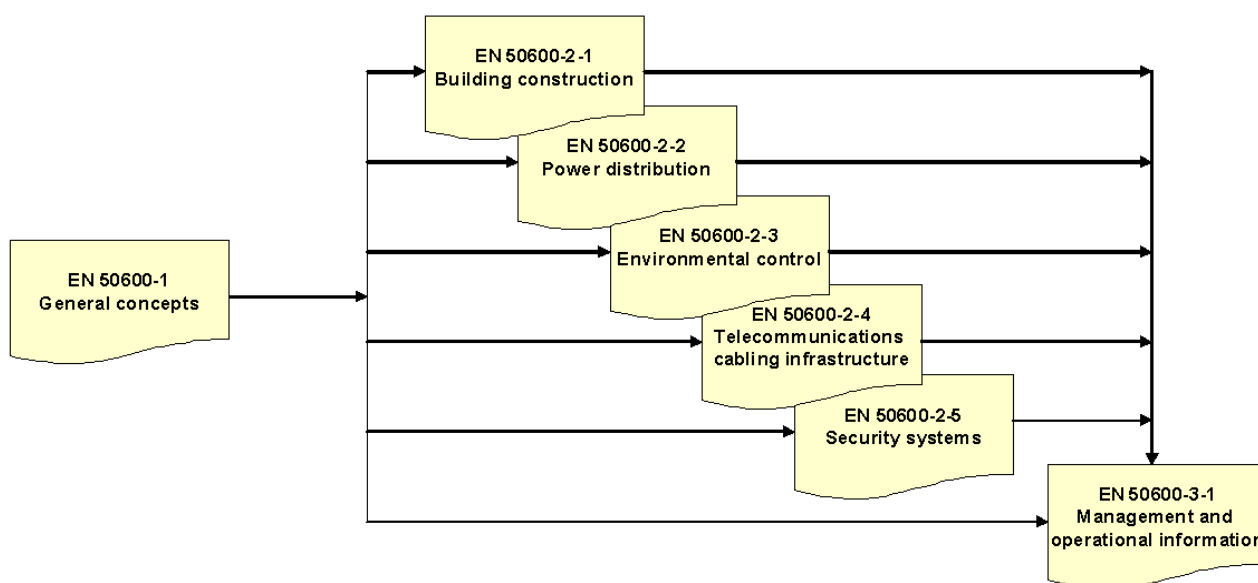 EN 50600-2-1
Building construction
EN 50600-2-2
Power distribution
EN 50600-2-3
Environmental control
EN 50600-1
General concepts
EN 50600-2-4
Telecommunications
cabling infrastructure
EN 50600-2-5
Security systems
EN 50600-3-1
Management and
operational information